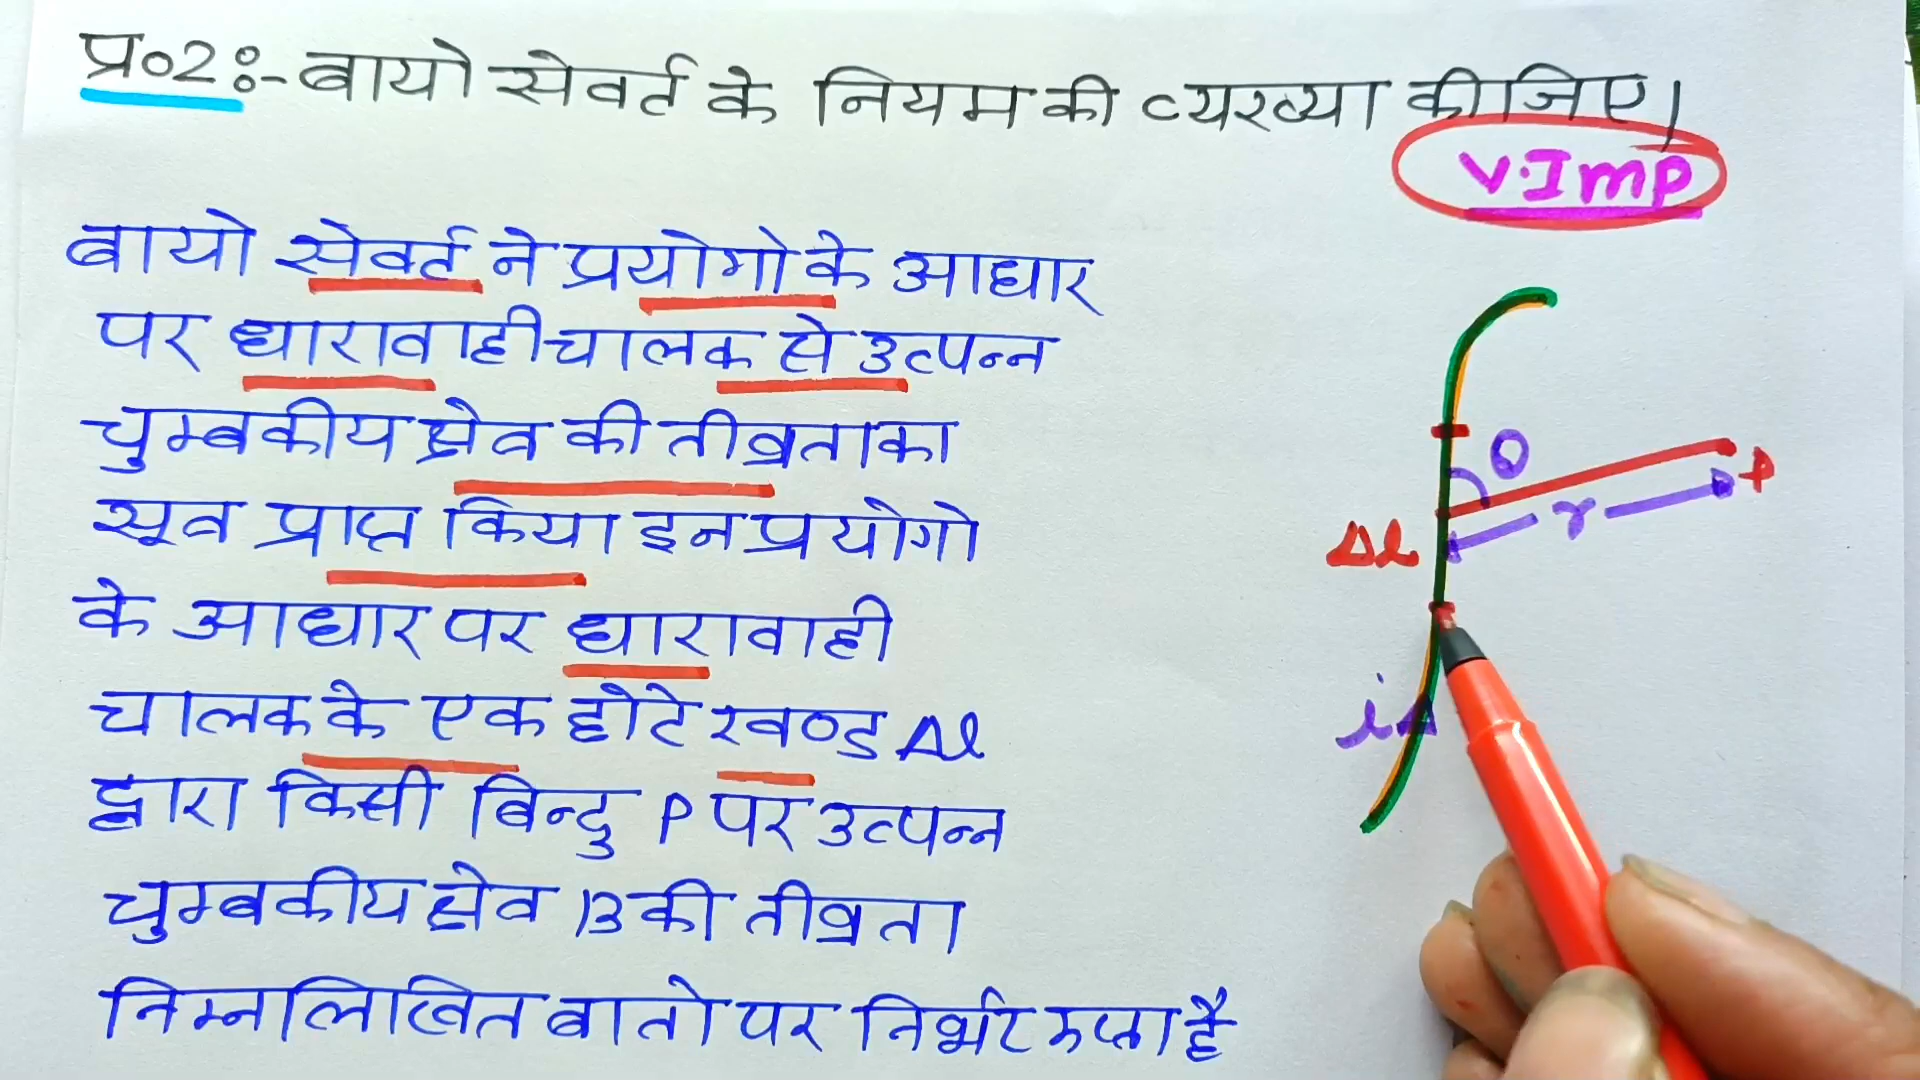 प्र०2:- बायो सेवर्ट के नियम की व्यख्या कीजिए।
V.Imp
बायो सेवर्ट ने प्रयोगो के आधार
पर धारावाही चालक से उत्पन्न
चुम्बकीय क्षेत्र की तीव्रता का
सूत्र प्राप्त किया इन प्रयोगो
के आधार पर धारावाही
चालक के एक छोटे खण्ड Δl
द्वारा किसी बिन्दु P पर उत्पन्न
चुम्बकीय क्षेत्र B की तीव्रता
निम्नलिखित बातो पर निर्भर करता है
θ
P
r
Δl
i